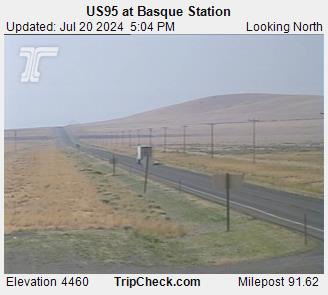 US95 at Basque Station
Updated: Jul 20 2024 5:04 PM Looking North
Elevation 4460 TripCheck.com Milepost 91.62